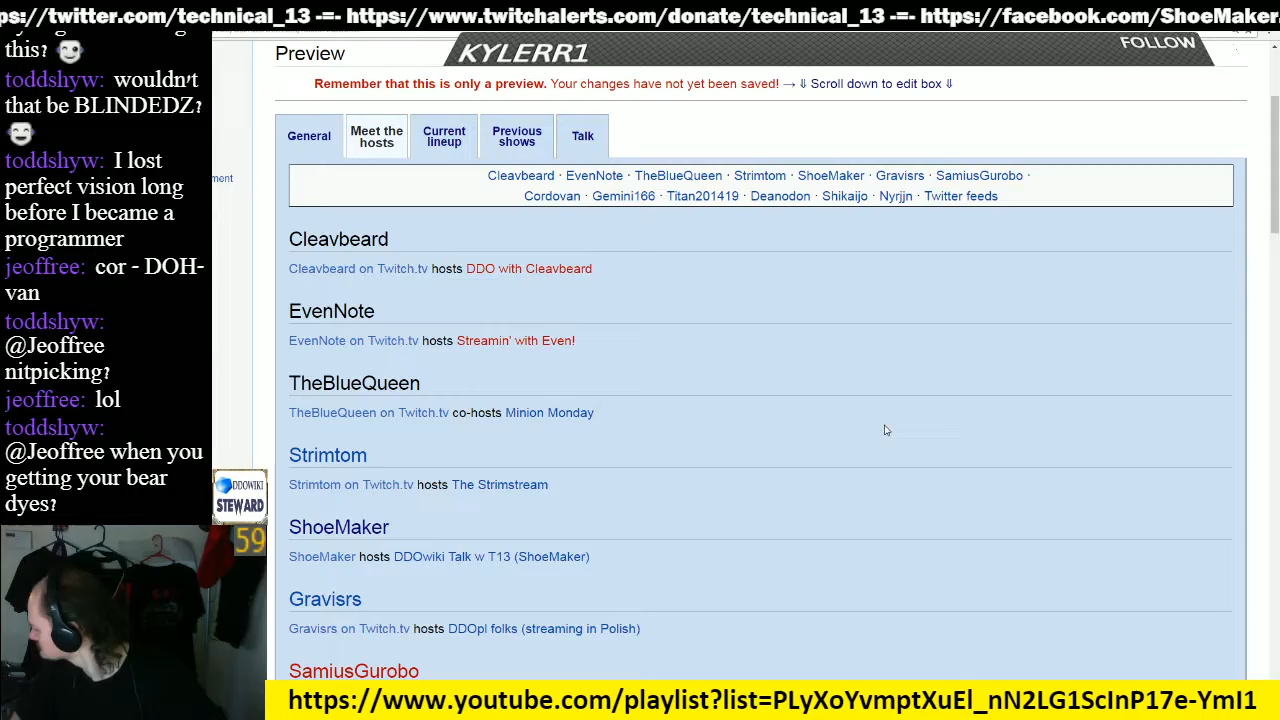 ps://twitter.com/technical_13 -=- https://www.twitchalerts.com/donate/technical_13 -=- https://facebook.com/ShoeMaker.
this?
toddshyw: wouldn't
that be BLINDEDZ?
toddshyw: I lost
perfect vision long
before I became a
programmer
jeoffree: cor - DOH-
van
toddshyw:
@Jeoffree
nitpicking?
jeoffree: lol
toddshyw:
@Jeoffree when you
getting your bear
dyes?
DDOWIKI
STEWARD
59
KYLERR1
FOLLOW
Preview
Remember that this is only a preview. Your changes have not yet been saved! → ⇓ Scroll down to edit box ⇓
General
Meet the
hosts
Current
lineup
Previous
shows
Talk
ment
Cleavbeard · EvenNote · TheBlueQueen · Strimtom · ShoeMaker · Gravisrs · SamiusGurobo ·
Cordovan · Gemini166 · Titan201419 · Deanodon · Shikaijo · Nyrjjn · Twitter feeds
Cleavbeard
Cleavbeard on Twitch.tv hosts DDO with Cleavbeard
EvenNote
EvenNote on Twitch.tv hosts Streamin' with Even!
TheBlueQueen
TheBlueQueen on Twitch.tv co-hosts Minion Monday
Strimtom
Strimtom on Twitch.tv hosts The Strimstream
ShoeMaker
ShoeMaker hosts DDOwiki Talk w T13 (ShoeMaker)
Gravisrs
Gravisrs on Twitch.tv hosts DDOpl folks (streaming in Polish)
SamiusGurobo
https://www.youtube.com/playlist?list=PLyXoYvmptXuEl_nN2LG1ScInP17e-YmI1